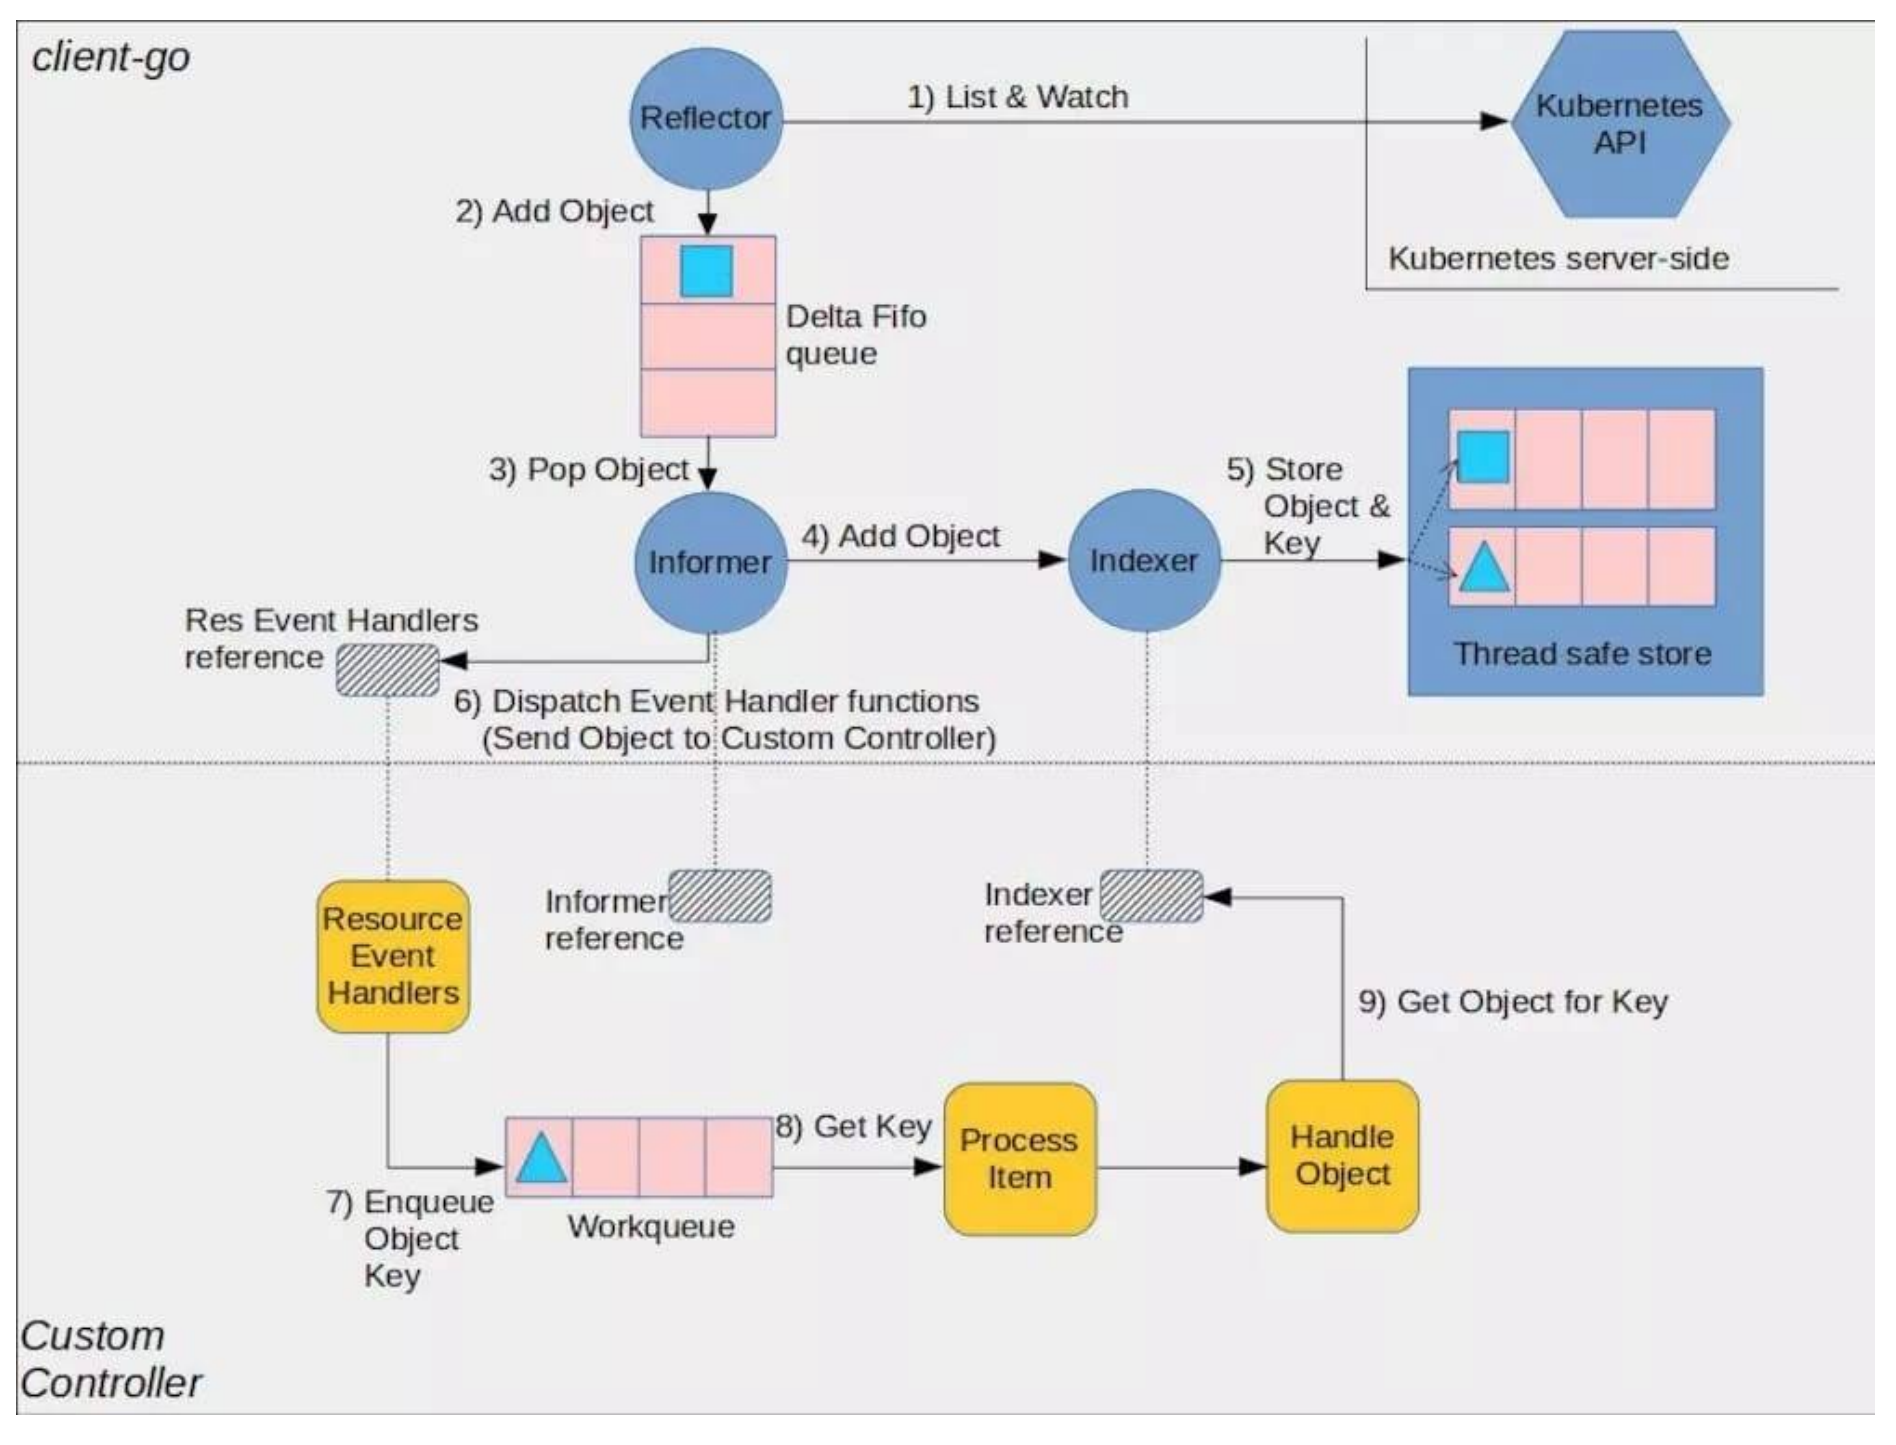 client-go
Reflector
1) List & Watch
Kubernetes
API
Kubernetes server-side
2) Add Object
Delta Fifo
queue
3) Pop Object
Informer
4) Add Object
Indexer
5) Store
Object &
Key
Thread safe store
Res Event Handlers
reference
6) Dispatch Event Handler functions
(Send Object to Custom Controller)
Resource
Event
Handlers
Informer
reference
Indexer
reference
9) Get Object for Key
7) Enqueue
Object
Key
Workqueue
8) Get Key
Process
Item
Handle
Object
Custom
Controller